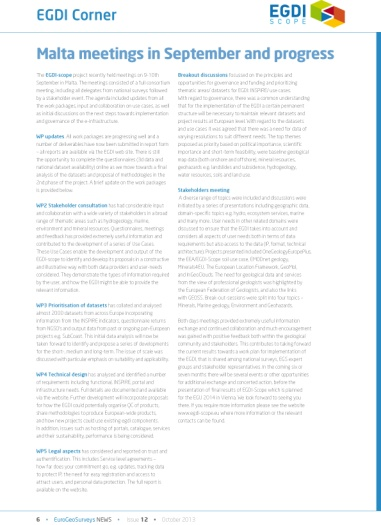 EGDI Corner
EGDI
SCOPE
Malta meetings in September and progress
The EGDI-scope project recently held meetings on 9-10th
September in Malta. The meetings consisted of a full consortium
meeting, including all delegates from national surveys followed
by a stakeholder event. The agenda included updates from all
the work packages, input and collaboration on use cases, as well
as initial discussions on the next steps towards implementation
and governance of the e-infrastructure.
WP updates. All work packages are progressing well and a
number of deliverables have now been submitted (in report form
– all reports are available via the EGDI web site. There is still
the opportunity to complete the questionnaires (3d data and
national dataset availability) online as we move towards a final
analysis of the datasets and proposal of methodologies in the
2nd phase of the project. A brief update on the work packages
is provided below.
WP2 Stakeholder consultation has had considerable input
and collaboration with a wide variety of stakeholders in a broad
range of thematic areas such as hydrogeology, marine,
environment and mineral resources. Questionnaires, meetings
and feedback has provided extremely useful information and
contributed to the development of a series of Use Cases.
These Use Cases enable the development and output of the
EGDI-scope to identify and develop its proposals in a constructive
and illustrative way with both data providers and user needs
considered. They demonstrate the types of information required
by the user, and how the EGDI might be able to provide the
relevant information.
WP3 Prioritisation of datasets has collated and analysed
almost 2000 datasets from across Europe incorporating
information from the INSPIRE indicators, questionnaire returns
from NGSO's and output data from past or ongoing pan-European
projects e.g. SubCoast. This initial data analysis will now be
taken forward to identify and propose a series of developments
for the short-, medium and long-term. The issue of scale was
discussed with particular emphasis on suitability and applicability.
WP4 Technical design has analyzed and identified a number
of requirements including functional, INSPIRE, portal and
infrastructure needs. Full details are documented and available
via the website. Further development will incorporate proposals
for how the EGDI could potentially organise QC of products,
share methodologies to produce European-wide products,
and how new projects could use existing egdi components.
In addition, issues such as hosting of portals, catalogue, services
and their sustainability, performance, is being considered.
WP5 Legal aspects has considered and reported on trust and
authentification. This includes Service level agreements –
how far does your commitment go, e.g. updates, tracking data
to protect IP, the need for easy registration and access to
attract users, and personal data protection. The full report is
available on the website.
Breakout discussions focussed on the principles and
opportunities for governance and funding and prioritizing
thematic areas/ datasets for EGDI, INSPIRE/use cases.
With regard to governance, there was a common understanding
that for the implementation of the EGDI a certain permanent
structure will be necessary to maintain relevant datasets and
project results at European level. With regard to the datasets
and use cases it was agreed that there was a need for data of
varying resolutions to suit different needs. The top themes
proposed as priority based on political importance, scientific
importance and short-term feasibility, were baseline geological
map data (both onshore and offshore), mineral resources,
geohazards e.g. landslides and subsidence, hydrogeology,
water resources, soils and land use.
Stakeholders meeting
A diverse range of topics were included and discussions were
initiated by a series of presentations including geographic data,
domain-specific topics e.g. hydro, ecosystem services, marine
and many more. User needs in other related domains were
discussed to ensure that the EGDI takes into account and
considers all aspects of user needs both in terms of data
requirements but also access to the data (IP, format, technical
architectures). Projects presented included OneGeologyEurope-Plus,
the EEA/EGDI-Scope soil use case, EMODnet geology,
Minerals4EU, The European Location Framework, GeoMol,
and InGeoClouds. The need for geological data and services
from the view of professional geologists was highlighted by
the European Federation of Geologists, and also the links
with GEOSS. Break-out sessions were split into four topics –
Minerals, Marine geology, Environment and Geohazards.
Both days meetings provided extremely useful information
exchange and continued collaboration and much encouragement
was gained with positive feedback both within the geological
community and stakeholders. This contributes to taking forward
the current results towards a work plan for implementation of
the EGDI, that is shared among national surveys, EGS expert
groups and stakeholder representatives. In the coming six or
seven months there will be several events or other opportunities
for additional exchange and concerted action, before the
presentation of final results of EGDI-Scope which is planned
for the EGU 2014 in Vienna, we look forward to seeing you
there. If you require more information please see the website
www.egdi-scope.eu where more information or the relevant
contacts can be found.
6 • EuroGeoSurveys NEWS • Issue 12 • October 2013